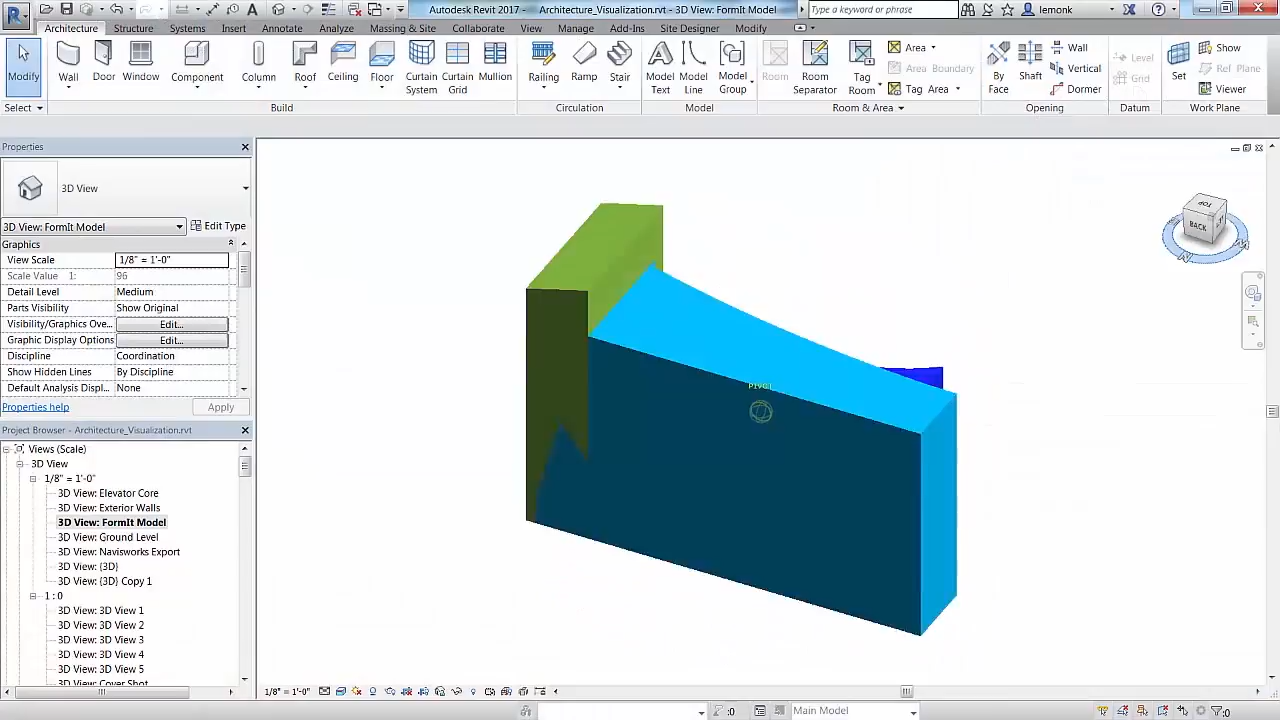 Autodesk Revit 2017 - Architecture_Visualization.rvt - 3D View: FormIt Model
Type a keyword or phrase
lemonk
Architecture Structure Systems Insert Annotate Analyze Massing & Site Collaborate View Manage Add-Ins Site Designer Modify
Modify
Wall
Door
Window
Component
Column
Roof
Ceiling
Floor
Curtain System
Curtain Grid
Mullion
Railing
Ramp
Stair
Model Text
Model Line
Model Group
Room
Room Separator
Tag Room
Area
Area Boundary
Tag Area
By Face
Shaft
Wall
Vertical
Dormer
Level
Grid
Set
Show
Ref Plane
Viewer
Select Build Circulation Model Room & Area Opening Datum Work Plane
Properties
3D View
3D View: FormIt Model Edit Type
Graphics
View Scale 1/8" = 1'-0"
Scale Value 1: 96
Detail Level Medium
Parts Visibility Show Original
Visibility/Graphics Ove... Edit...
Graphic Display Options Edit...
Discipline Coordination
Show Hidden Lines By Discipline
Default Analysis Displ... None
Properties help Apply
Project Browser - Architecture_Visualization.rvt
Views (Scale)
3D View
1/8" = 1'-0"
3D View: Elevator Core
3D View: Exterior Walls
3D View: FormIt Model
3D View: Ground Level
3D View: Navisworks Export
3D View: {3D}
3D View: {3D} Copy 1
1 : 0
3D View: 3D View 1
3D View: 3D View 2
3D View: 3D View 3
3D View: 3D View 4
3D View: 3D View 5
3D View: Cover Shot
TOP
BACK
N
PIVOT
1/8" = 1'-0"
:0
Main Model
:0